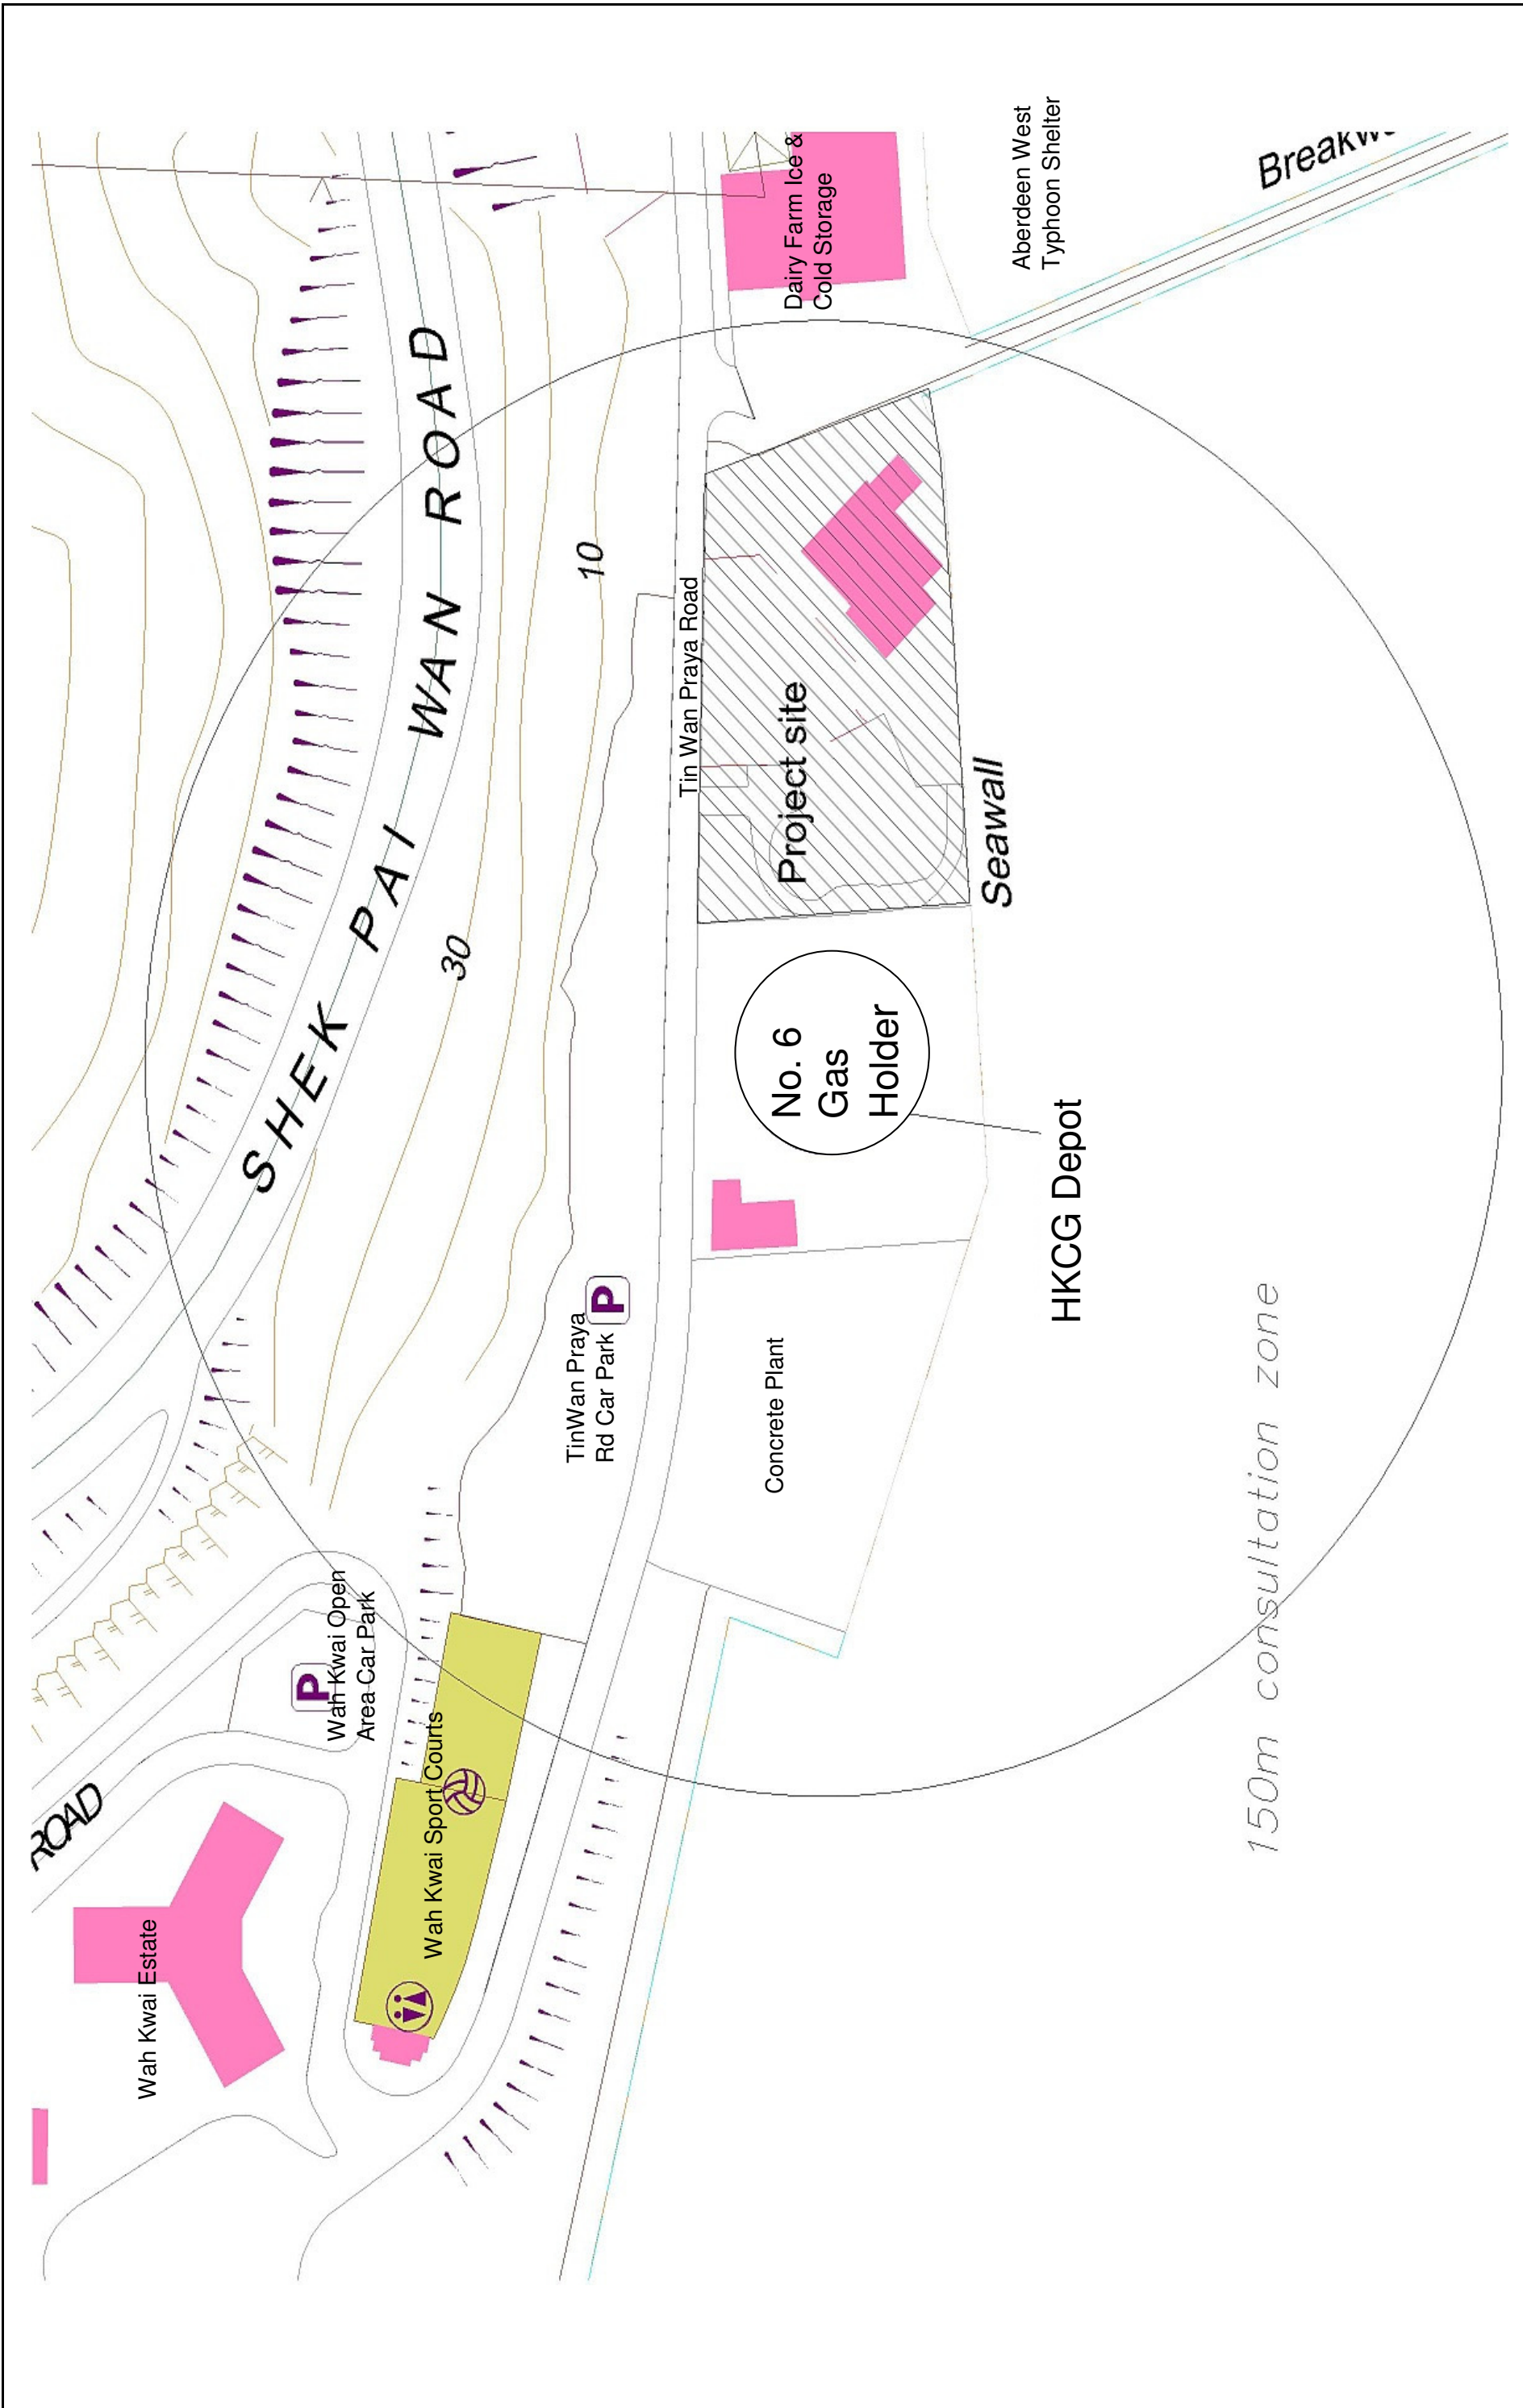 Wah Kwai Estate
ROAD
P
Wah Kwai Open
Area Car Park
Wah Kwai Sport Courts
SHEK PAI WAN ROAD
30
10
TinWan Praya
Rd Car Park
P
Tin Wan Praya Road
Concrete Plant
No. 6
Gas
Holder
HKCG Depot
Project site
Seawall
Dairy Farm Ice &
Cold Storage
Aberdeen West
Typhoon Shelter
150m consultation zone